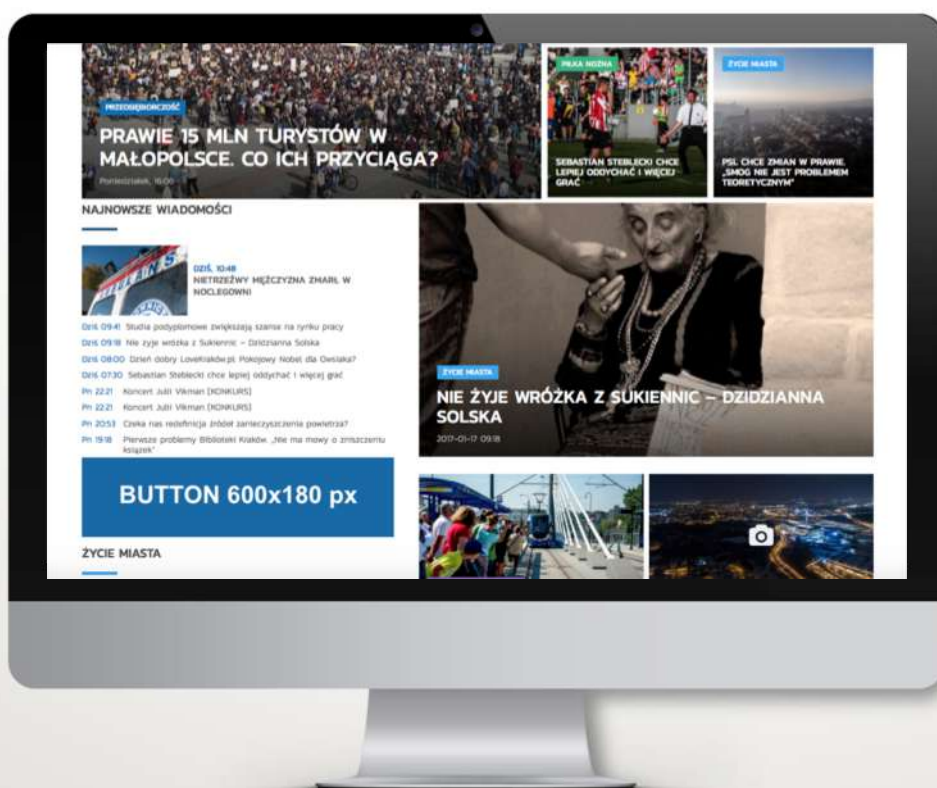 PRZEDSIĘBIORCZOŚĆ
PRAWIE 15 MLN TURYSTÓW W
MAŁOPOLSCE. CO ICH PRZYCIĄGA?
Poniedziałek, 16:00
PIŁKA NOŻNA
SEBASTIAN STEBLECKI CHCE
LEPIEJ ODDYCHAĆ I WIĘCEJ
GRAĆ
ŻYCIE MIASTA
PSL CHCE ZMIAN W PRAWIE.
„SMOG NIE JEST PROBLEMEM
TEORETYCZNYM"
NAJNOWSZE WIADOMOŚCI
DZIŚ, 10:48
NIETRZEŹWY MĘŻCZYZNA ZMARŁ W
NOCLEGOWNI
Dziś 09:41 Studia podyplomowe zwiększają szanse na rynku pracy
Dziś 09:18 Nie żyje wróżka z Sukiennic – Dzidzianna Solska
Dziś 08:00 Dzień dobry LoveKraków.pl: Pokojowy Nobel dla Owsiaka?
Dziś 07:30 Sebastian Steblecki chce lepiej oddychać i więcej grać
Pn 22:21 Koncert Julii Vikman [KONKURS]
Pn 22:21 Koncert Julii Vikman [KONKURS]
Pn 20:53 Czeka nas redefinicja źródeł zanieczyszczenia powietrza?
Pn 19:18 Pierwsze problemy Biblioteki Kraków. „Nie ma mowy o zniszczeniu
książek"
BUTTON 600x180 px
ŻYCIE MIASTA
ŻYCIE MIASTA
NIE ŻYJE WRÓŻKA Z SUKIENNIC – DZIDZIANNA
SOLSKA
2017-01-17 09:18